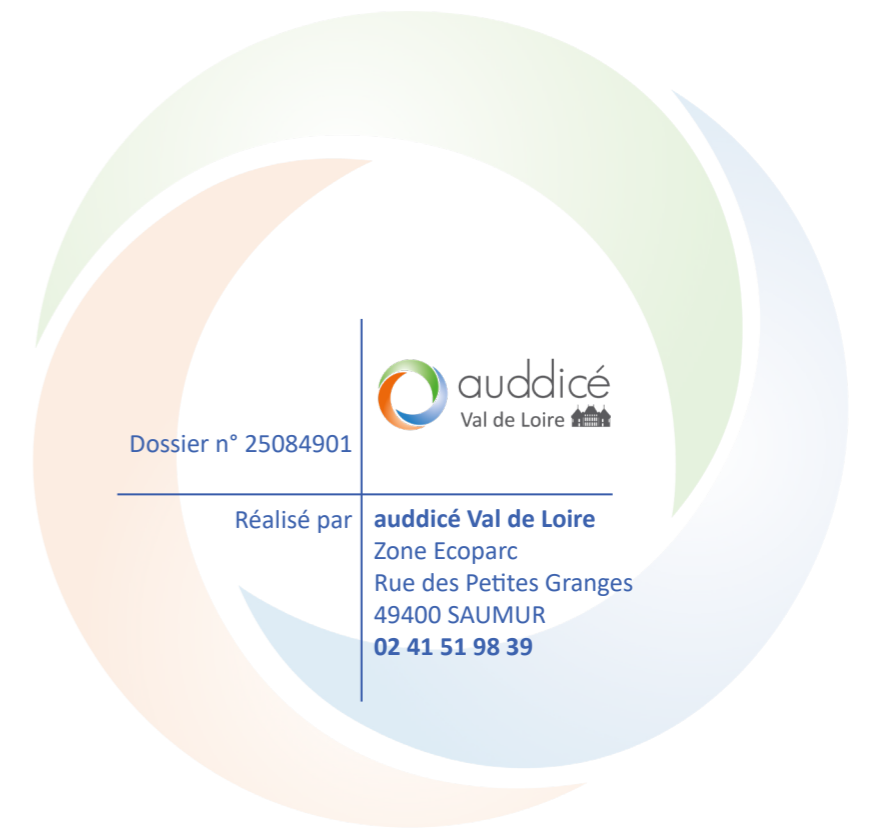 auddicé
Val de Loire
Dossier n° 25084901
Réalisé par
auddicé Val de Loire
Zone Ecoparc
Rue des Petites Granges
49400 SAUMUR
02 41 51 98 39